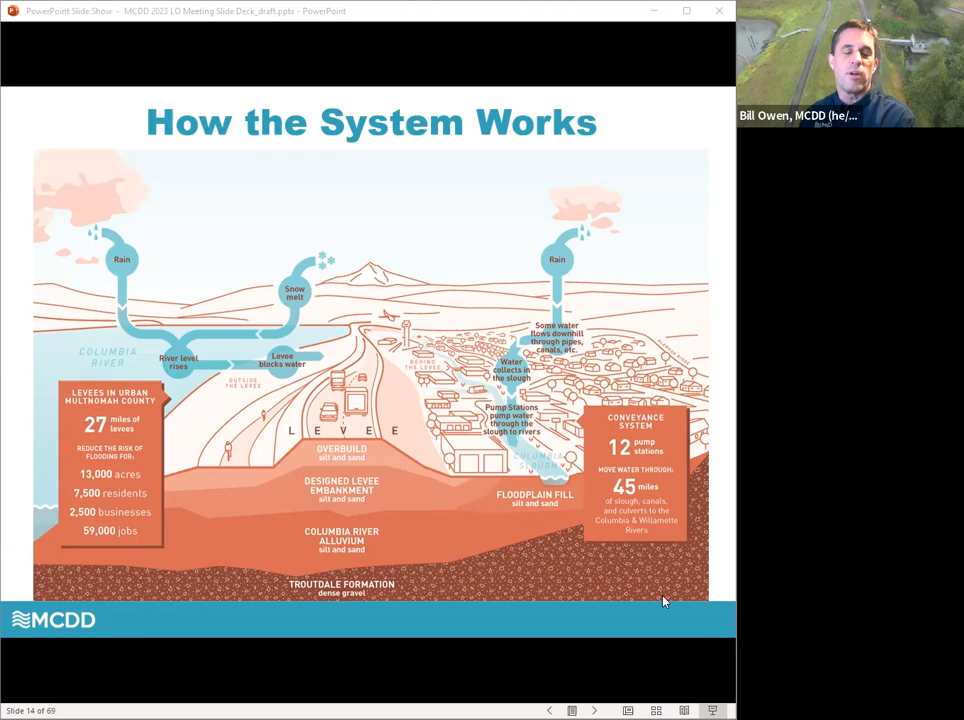 PowerPoint Slide Show - MCDD 2023 LO Meeting Slide Deck_draft.pptx - PowerPoint
Bill Owen, MCDD (he/...
How the System Works
Rain
Snow
melt
River level
rises
Levee
blocks water
COLUMBIA
RIVER
OUTSIDE
THE LEVEE
BEHIND
THE LEVEE
Rain
Some water
flows downhill
through pipes,
canals, etc.
Water
collects in
the slough
Pump Stations
pump water
through the
slough to rivers
ALAMEDA RIDGE
COLUMBIA
SLOUGH
LEVEES IN URBAN
MULTNOMAH COUNTY
27 miles of
levees
REDUCE THE RISK OF
FLOODING FOR:
13,000 acres
7,500 residents
2,500 businesses
59,000 jobs
LEVEE
OVERBUILD
silt and sand
DESIGNED LEVEE
EMBANKMENT
silt and sand
COLUMBIA RIVER
ALLUVIUM
silt and sand
TROUTDALE FORMATION
dense gravel
FLOODPLAIN FILL
silt and sand
CONVEYANCE
SYSTEM
12 pump
stations
MOVE WATER THROUGH:
45 miles
of slough, canals,
and culverts to the
Columbia & Willamette
Rivers
MCDD
Slide 14 of 69